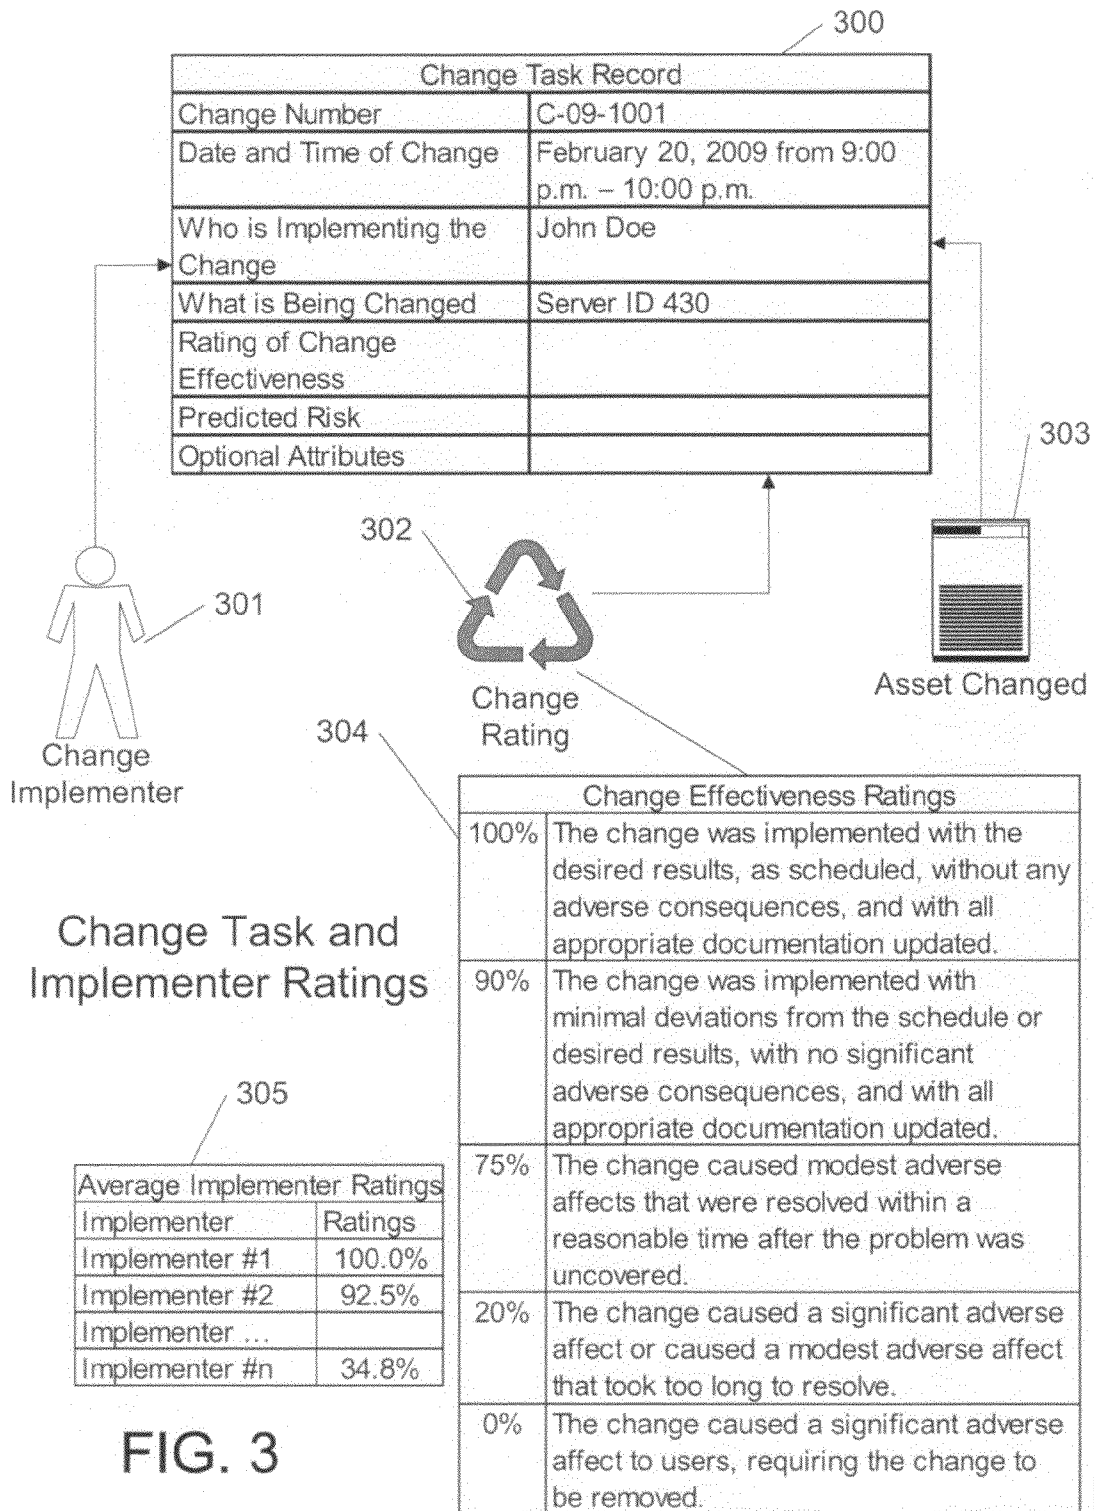 300
Change Task Record
Change Number C-09-1001
Date and Time of Change February 20, 2009 from 9:00
p.m. – 10:00 p.m.
Who is Implementing the John Doe
Change
What is Being Changed Server ID 430
Rating of Change
Effectiveness
Predicted Risk
Optional Attributes
303
302
301
Asset Changed
Change
Rating
304
Change
Implementer
Change Effectiveness Ratings
100% The change was implemented with the
desired results, as scheduled, without any
adverse consequences, and with all
appropriate documentation updated.
90% The change was implemented with
minimal deviations from the schedule or
desired results, with no significant
adverse consequences, and with all
appropriate documentation updated.
75% The change caused modest adverse
affects that were resolved within a
reasonable time after the problem was
uncovered.
20% The change caused a significant adverse
affect or caused a modest adverse affect
that took too long to resolve.
0% The change caused a significant adverse
affect to users, requiring the change to
be removed.
Change Task and
Implementer Ratings
305
Average Implementer Ratings
Implementer Ratings
Implementer #1 100.0%
Implementer #2 92.5%
Implementer ...
Implementer #n 34.8%
FIG. 3